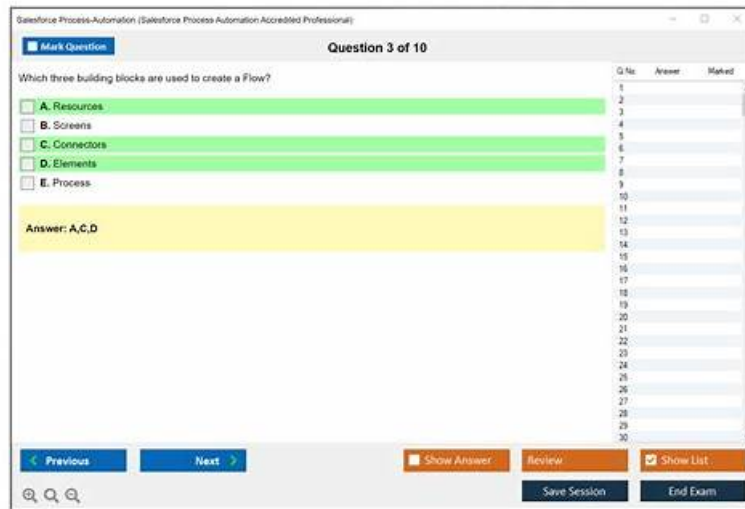 Salesforce Process-Automation (Salesforce Process Automation Accredited Professional)
Mark Question
Question 3 of 10
Which three building blocks are used to create a Flow?
A. Resources
B. Screens
C. Connectors
D. Elements
E. Process
Answer: A,C,D
Q No Answer Marked
1
2
3
4
5
6
7
8
9
10
11
12
13
14
15
16
17
18
19
20
21
22
23
24
25
26
27
28
29
30
Previous
Next
Show Answer
Review
Show List
Save Session
End Exam